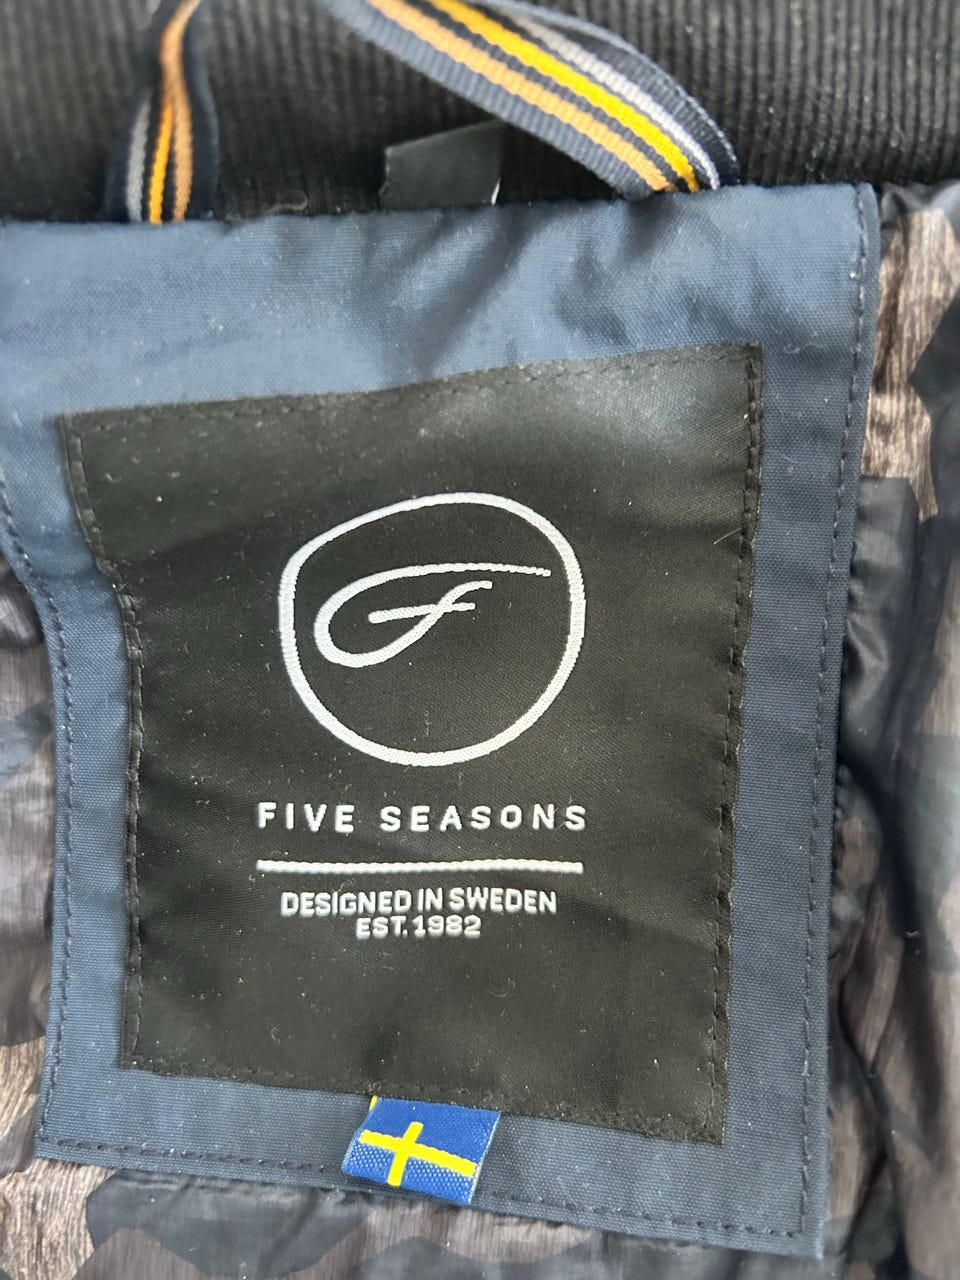 FIVE SEASONS
DESIGNED IN SWEDEN
EST. 1982